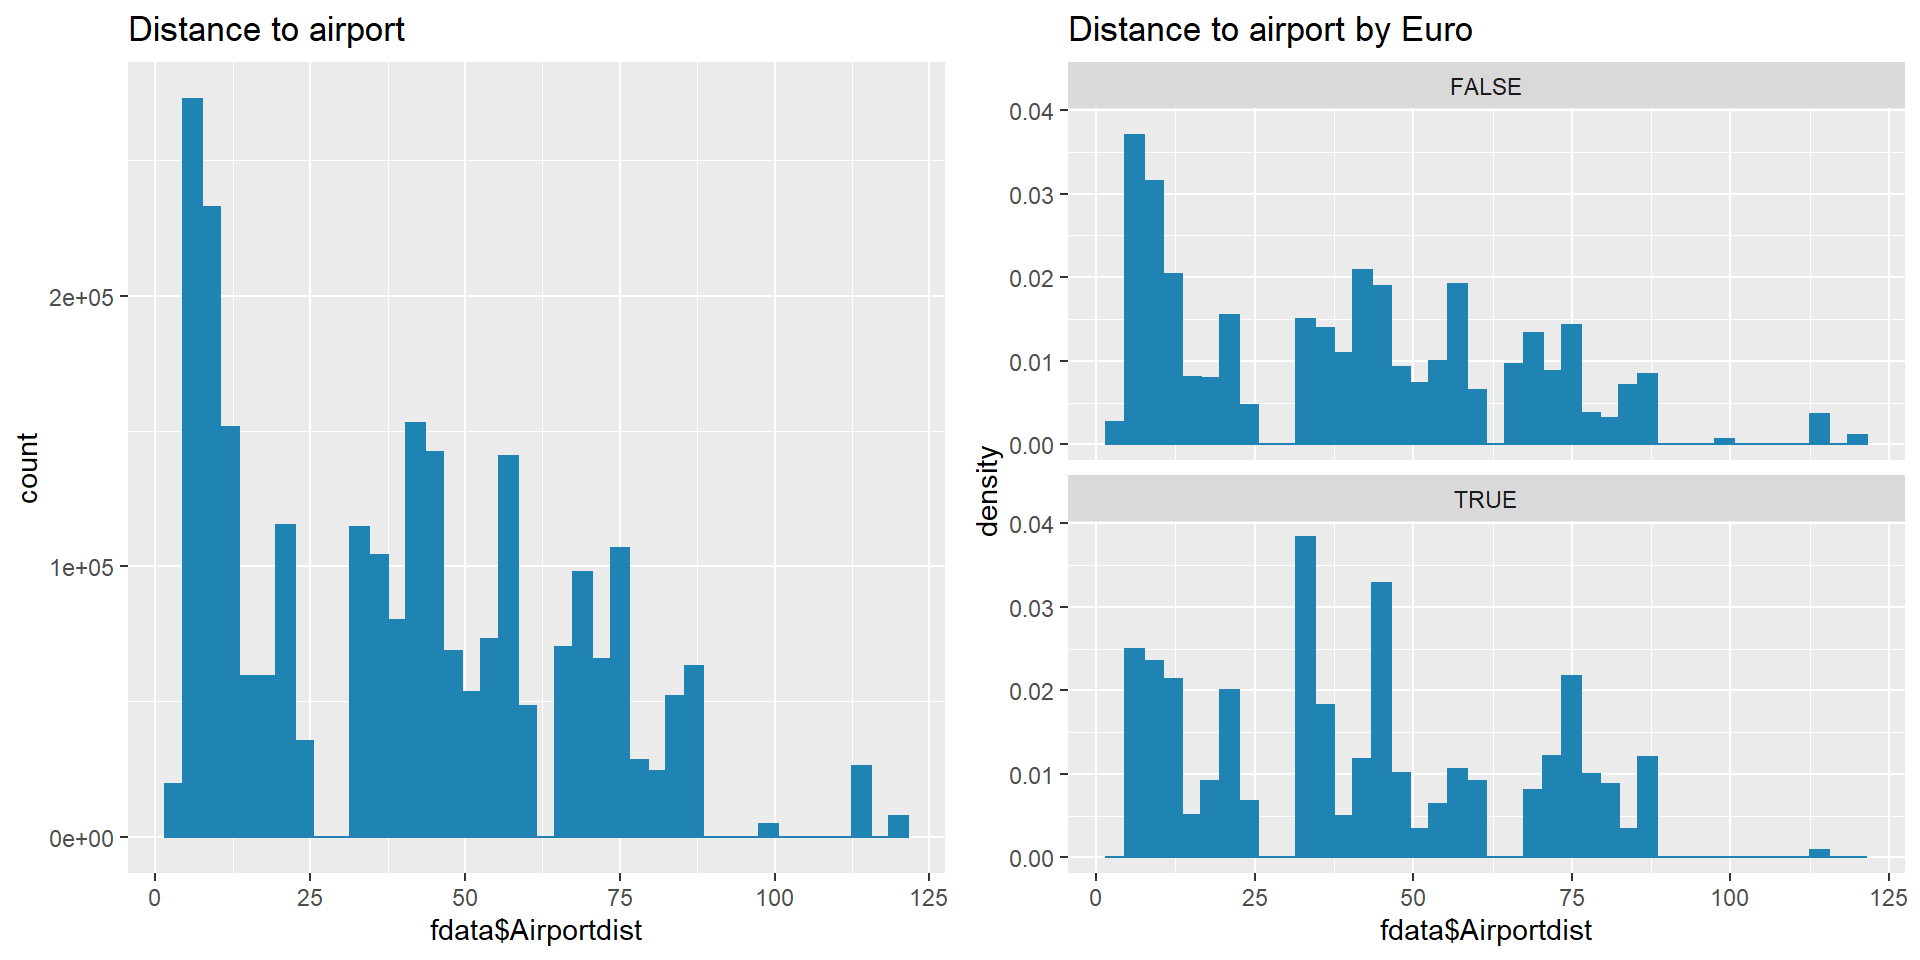 Distance to airport
count
2e+05
1e+05
0e+00
0 25 50 75 100 125
fdata$Airportdist
Distance to airport by Euro
density
FALSE
0.04
0.03
0.02
0.01
0.00
TRUE
0.04
0.03
0.02
0.01
0.00
0 25 50 75 100 125
fdata$Airportdist